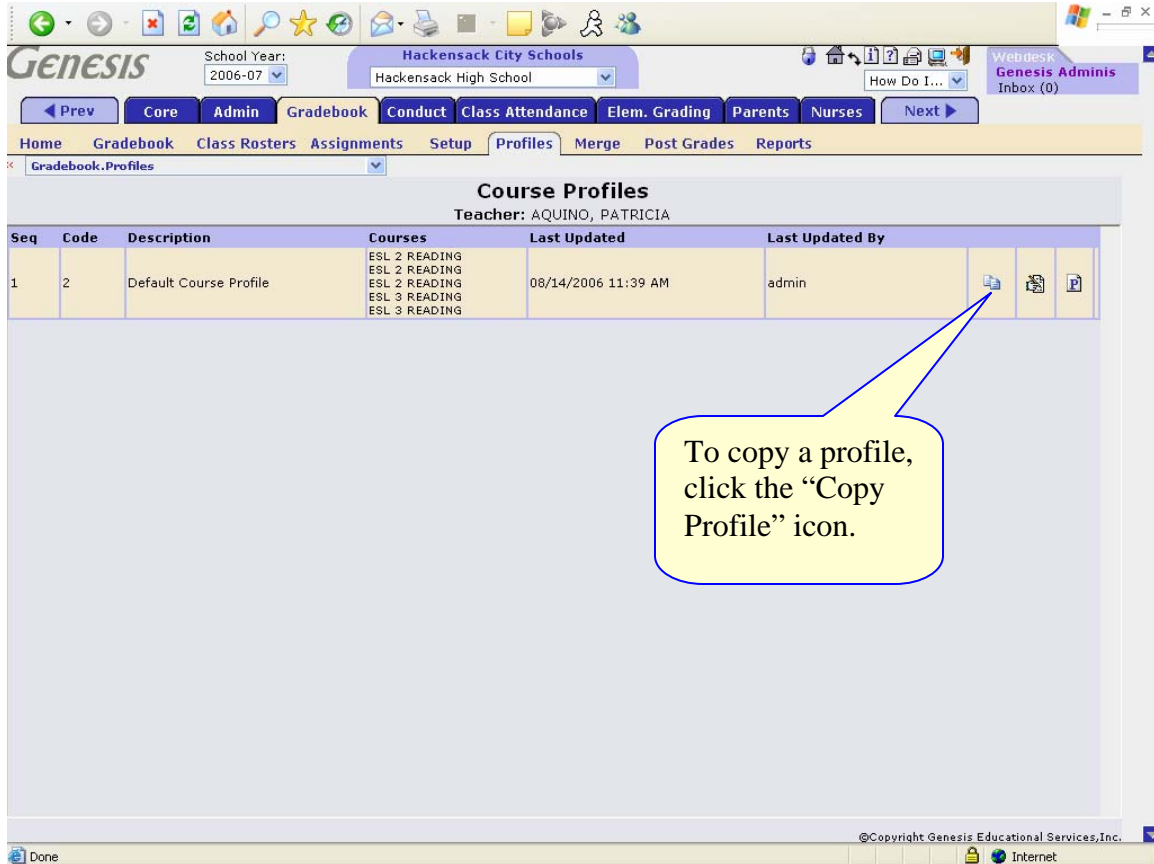 Genesis
School Year:
2006-07
Hackensack City Schools
Hackensack High School
How Do I...
Webdesk
Genesis Adminis
Inbox (0)
Prev Core Admin Gradebook Conduct Class Attendance Elem. Grading Parents Nurses Next
Home Gradebook Class Rosters Assignments Setup Profiles Merge Post Grades Reports
Gradebook.Profiles
Course Profiles
Teacher: AQUINO, PATRICIA
Seq Code Description Courses Last Updated Last Updated By
1 2 Default Course Profile
ESL 2 READING
ESL 2 READING
ESL 2 READING
ESL 3 READING
ESL 3 READING
08/14/2006 11:39 AM admin P
To copy a profile,
click the “Copy
Profile” icon.
©Copyright Genesis Educational Services,Inc.
Done Internet